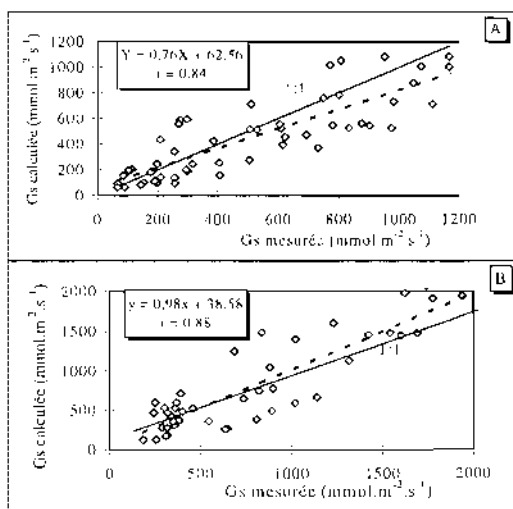 A
Gs calculée (mmol.m⁻² s⁻¹)
1200
1000
800
600
400
200
0
Y = 0,76X + 62,56
r = 0.84
1:1
0 200 400 600 800 1000 1200
Gs mesurée (mmol.m⁻² s⁻¹)
B
Gs calculée (mmol.m⁻².s⁻¹)
2000
1500
1000
500
0
y = 0,98x + 38.58
r = 0.88
1:1
0 500 1000 1500 2000
Gs mesurée (mmol.m⁻².s⁻¹)